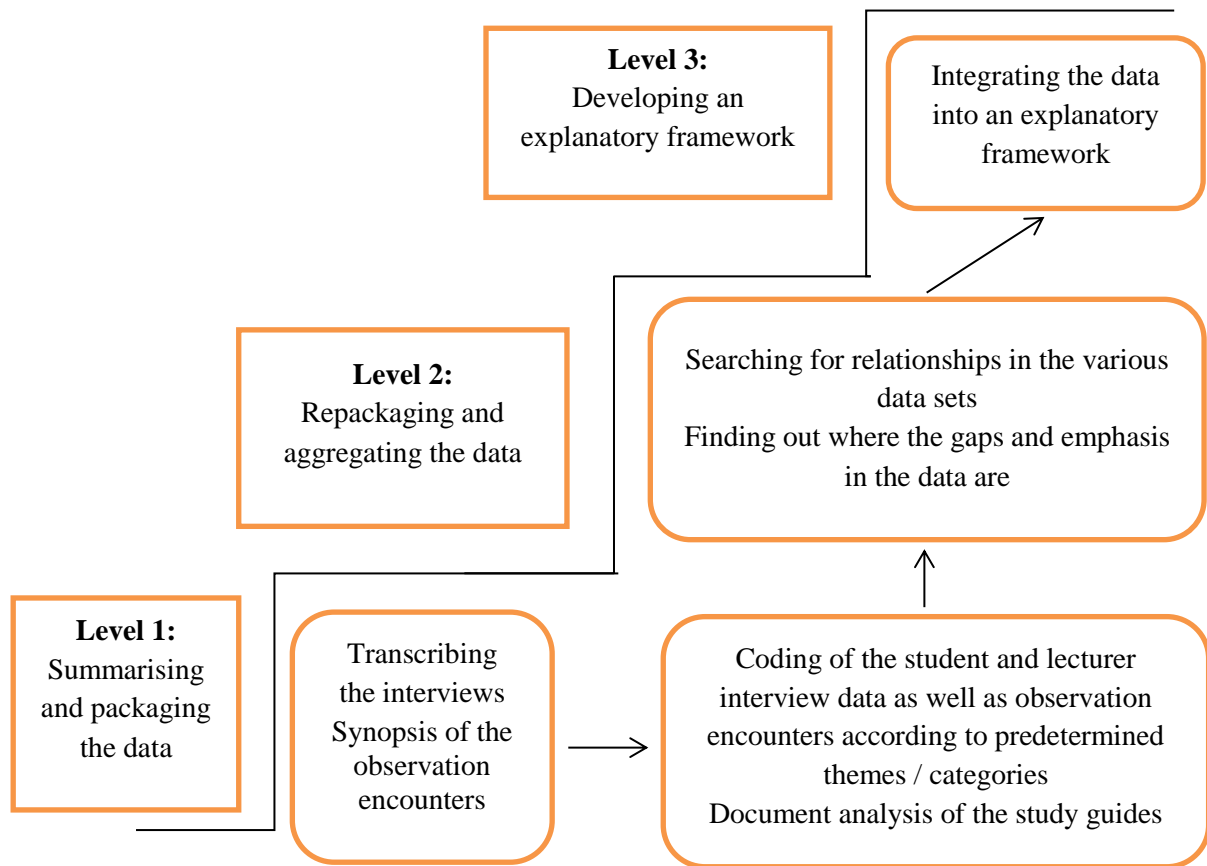 Level 3:
Developing an
explanatory framework
Integrating the data
into an explanatory
framework
Level 2:
Repackaging and
aggregating the data
Searching for relationships in the various
data sets
Finding out where the gaps and emphasis
in the data are
Level 1:
Summarising
and packaging
the data
Transcribing
the interviews
Synopsis of the
observation
encounters
Coding of the student and lecturer
interview data as well as observation
encounters according to predetermined
themes / categories
Document analysis of the study guides